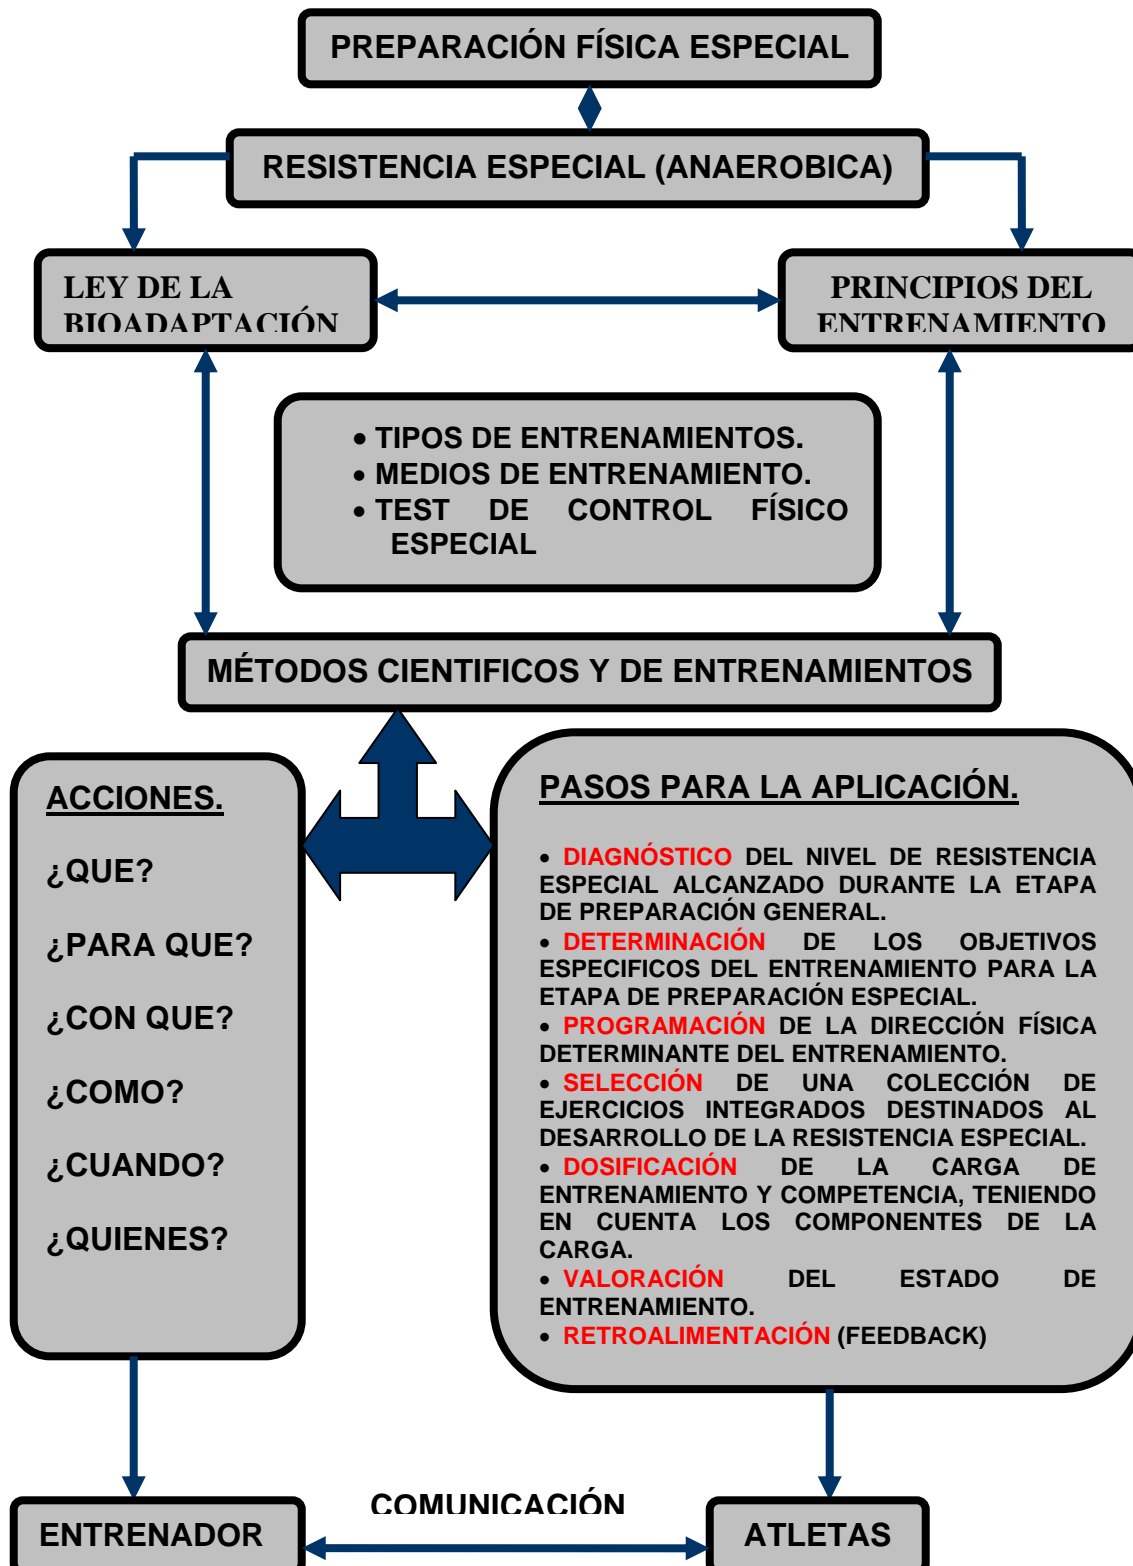 PREPARACIÓN FÍSICA ESPECIAL
RESISTENCIA ESPECIAL (ANAEROBICA)
LEY DE LA
BIOADAPTACIÓN
PRINCIPIOS DEL
ENTRENAMIENTO
• TIPOS DE ENTRENAMIENTOS.
• MEDIOS DE ENTRENAMIENTO.
• TEST DE CONTROL FÍSICO
ESPECIAL
MÉTODOS CIENTIFICOS Y DE ENTRENAMIENTOS
ACCIONES.
¿QUE?
¿PARA QUE?
¿CON QUE?
¿COMO?
¿CUANDO?
¿QUIENES?
PASOS PARA LA APLICACIÓN.
• DIAGNÓSTICO DEL NIVEL DE RESISTENCIA
ESPECIAL ALCANZADO DURANTE LA ETAPA
DE PREPARACIÓN GENERAL.
• DETERMINACIÓN DE LOS OBJETIVOS
ESPECIFICOS DEL ENTRENAMIENTO PARA LA
ETAPA DE PREPARACIÓN ESPECIAL.
• PROGRAMACIÓN DE LA DIRECCIÓN FÍSICA
DETERMINANTE DEL ENTRENAMIENTO.
• SELECCIÓN DE UNA COLECCIÓN DE
EJERCICIOS INTEGRADOS DESTINADOS AL
DESARROLLO DE LA RESISTENCIA ESPECIAL.
• DOSIFICACIÓN DE LA CARGA DE
ENTRENAMIENTO Y COMPETENCIA, TENIENDO
EN CUENTA LOS COMPONENTES DE LA
CARGA.
• VALORACIÓN DEL ESTADO DE
ENTRENAMIENTO.
• RETROALIMENTACIÓN (FEEDBACK)
COMUNICACIÓN
ENTRENADOR
ATLETAS